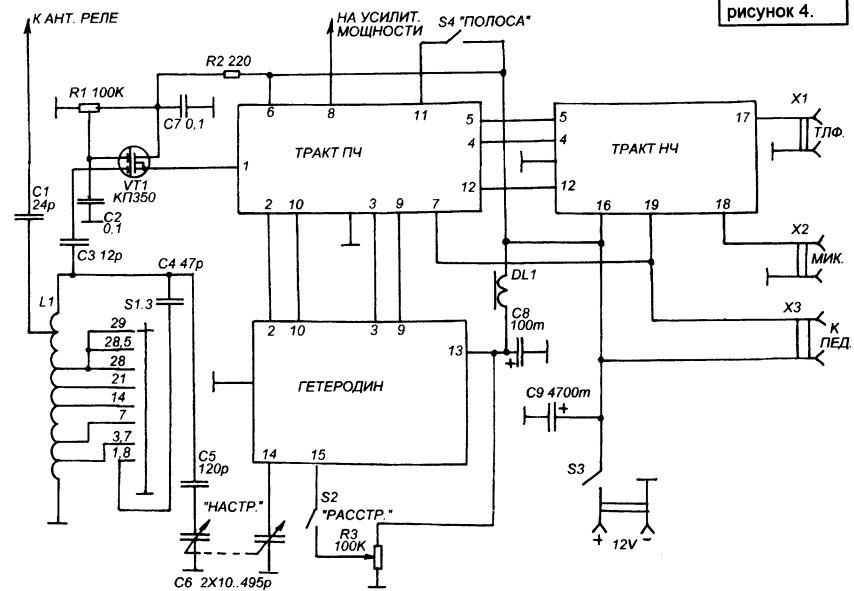 рисунок 4.
К АНТ. РЕЛЕ
НА УСИЛИТ.
МОЩНОСТИ
S4 "ПОЛОСА"
R2 220
R1 100K
C7 0,1
6
8
11
ТРАКТ ПЧ
1
5
4
12
2
10
3
9
7
5
4
12
ТРАКТ НЧ
17
16
19
18
X1
ТЛФ.
X2
МИК.
X3
К
ПЕД.
VT1
КП350
C1
24p
C2
0,1
C3 12p
C4 47p
S1.3
L1
29
28,5
28
21
14
7
3,7
1,8
C5
120p
"НАСТР."
C6 2X10..495p
2
10
3
9
13
ГЕТЕРОДИН
14
15
DL1
C8
100m
+
S2
"РАССТР."
R3
100K
C9 4700m
+
S3
+ 12V -